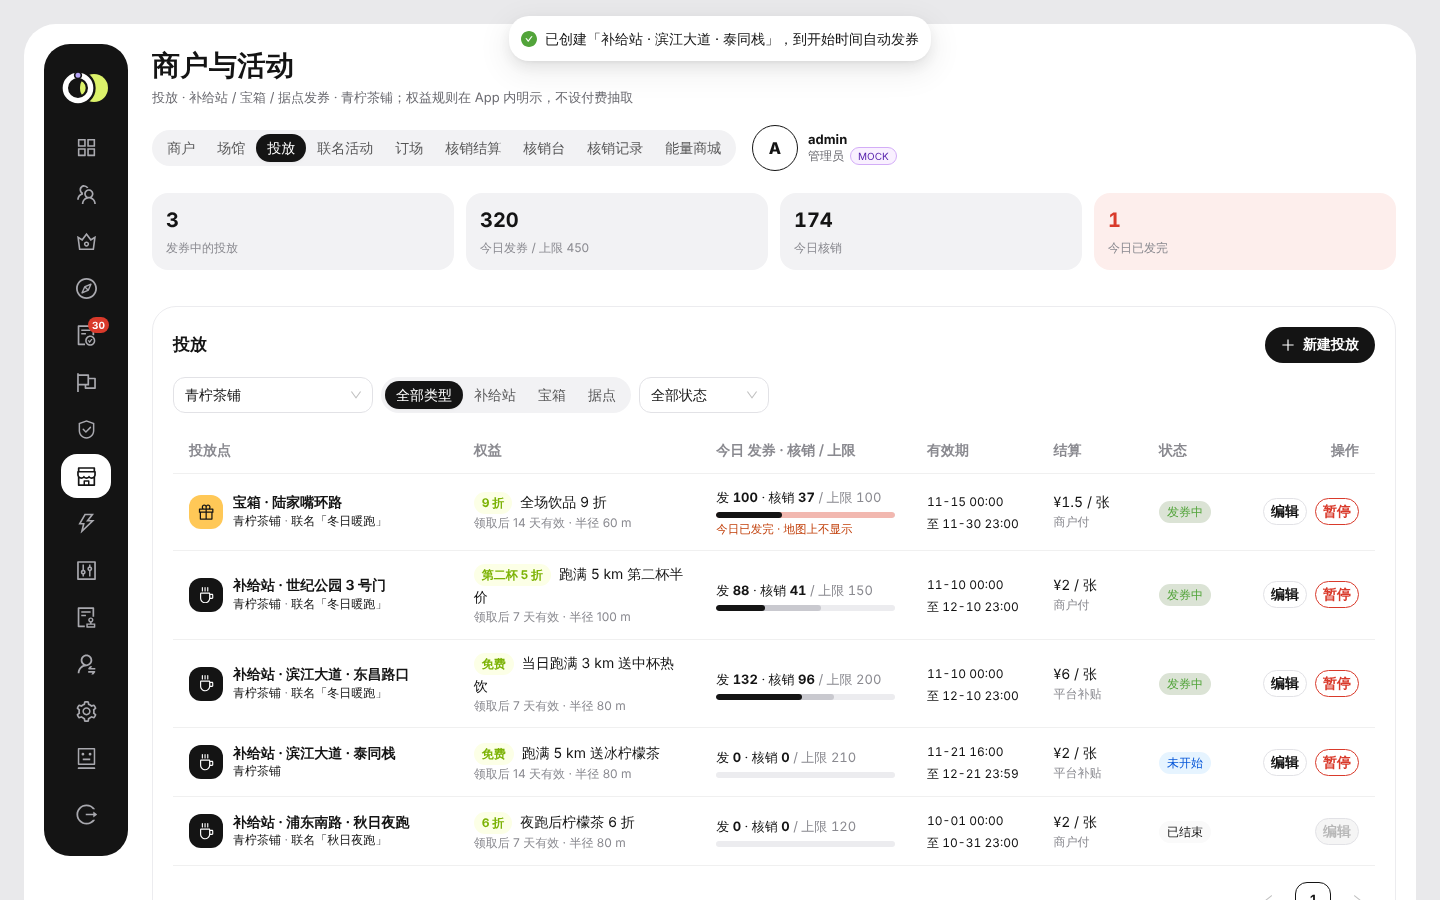 已创建「补给站 · 滨江大道 · 泰同栈」，到开始时间自动发券
商户与活动
投放 · 补给站 / 宝箱 / 据点发券 · 青柠茶铺；权益规则在 App 内明示，不设付费抽取
商户 场馆 投放 联名活动 订场 核销结算 核销台 核销记录 能量商城
A
admin
管理员 MOCK
3
发券中的投放
320
今日发券 / 上限 450
174
今日核销
1
今日已发完
30
投放
新建投放
青柠茶铺
全部类型 补给站 宝箱 据点
全部状态
投放点 权益 今日 发券 · 核销 / 上限 有效期 结算 状态 操作
宝箱 · 陆家嘴环路
青柠茶铺 · 联名「冬日暖跑」
9 折 全场饮品 9 折
领取后 14 天有效 · 半径 60 m
发 100 · 核销 37 / 上限 100
今日已发完 · 地图上不显示
11-15 00:00
至 11-30 23:00
¥1.5 / 张
商户付
发券中
编辑 暂停
补给站 · 世纪公园 3 号门
青柠茶铺 · 联名「冬日暖跑」
第二杯 5 折 跑满 5 km 第二杯半
价
领取后 7 天有效 · 半径 100 m
发 88 · 核销 41 / 上限 150
11-10 00:00
至 12-10 23:00
¥2 / 张
商户付
发券中
编辑 暂停
补给站 · 滨江大道 · 东昌路口
青柠茶铺 · 联名「冬日暖跑」
免费 当日跑满 3 km 送中杯热
饮
领取后 7 天有效 · 半径 80 m
发 132 · 核销 96 / 上限 200
11-10 00:00
至 12-10 23:00
¥6 / 张
平台补贴
发券中
编辑 暂停
补给站 · 滨江大道 · 泰同栈
青柠茶铺
免费 跑满 5 km 送冰柠檬茶
领取后 14 天有效 · 半径 80 m
发 0 · 核销 0 / 上限 210
11-21 16:00
至 12-21 23:59
¥2 / 张
平台补贴
未开始
编辑 暂停
补给站 · 浦东南路 · 秋日夜跑
青柠茶铺 · 联名「秋日夜跑」
6 折 夜跑后柠檬茶 6 折
领取后 7 天有效 · 半径 80 m
发 0 · 核销 0 / 上限 120
10-01 00:00
至 10-31 23:00
¥2 / 张
商户付
已结束
编辑
1